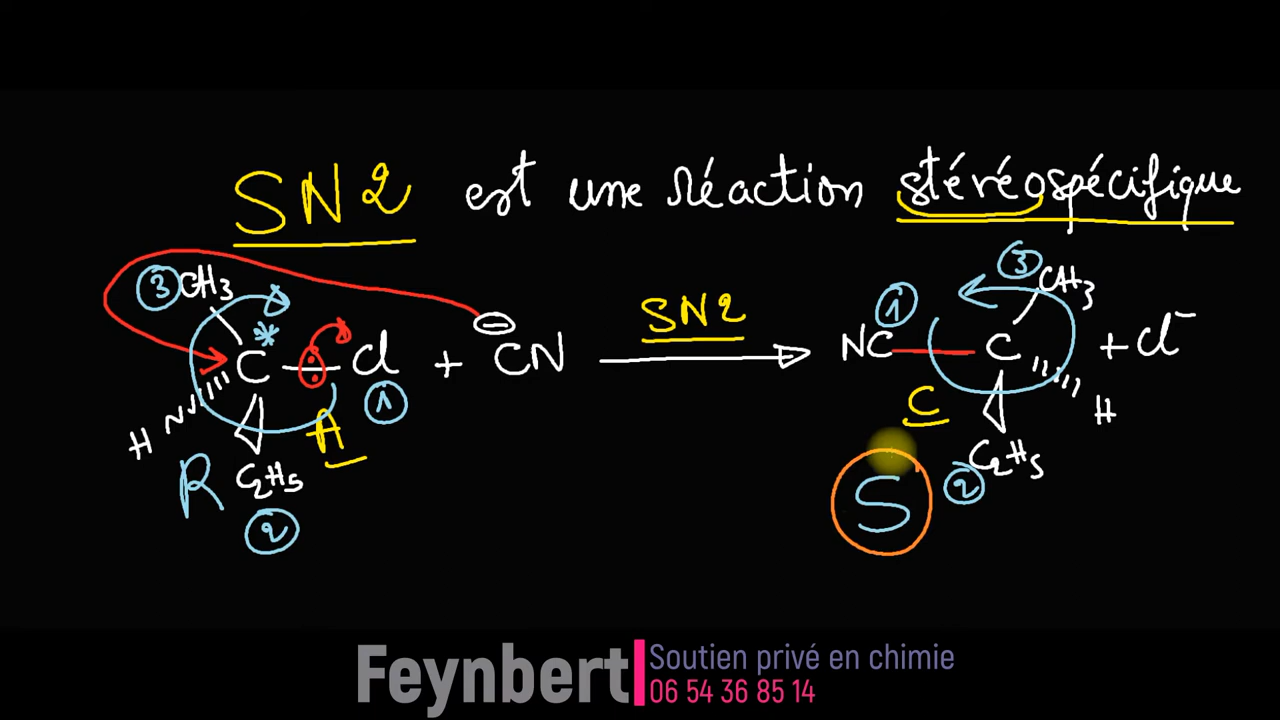 SN2 est une réaction stéréospécifique
3 CH3
C* Cl + CN⊖
SN2
1 NC C + Cl⁻
3 CH3
H
1
A
C
H
R
C2H5
2
S
2
C2H5
Feynbert
Soutien privé en chimie
06 54 36 85 14